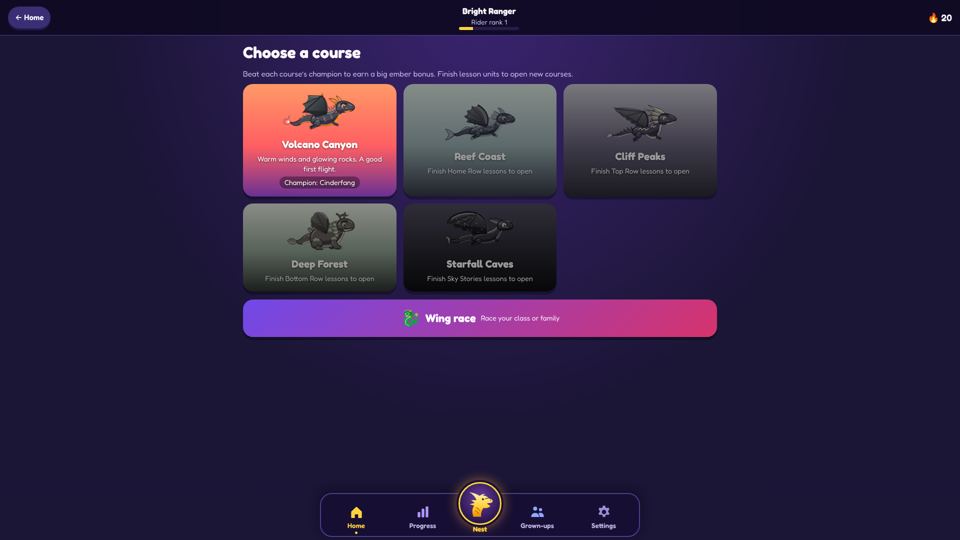 ← Home
Bright Ranger
Rider rank 1
20
Choose a course
Beat each course's champion to earn a big ember bonus. Finish lesson units to open new courses.
Volcano Canyon
Warm winds and glowing rocks. A good
first flight.
Champion: Cinderfang
Reef Coast
Finish Home Row lessons to open
Cliff Peaks
Finish Top Row lessons to open
Deep Forest
Finish Bottom Row lessons to open
Starfall Caves
Finish Sky Stories lessons to open
Wing race Race your class or family
Home
Progress
Nest
Grown-ups
Settings